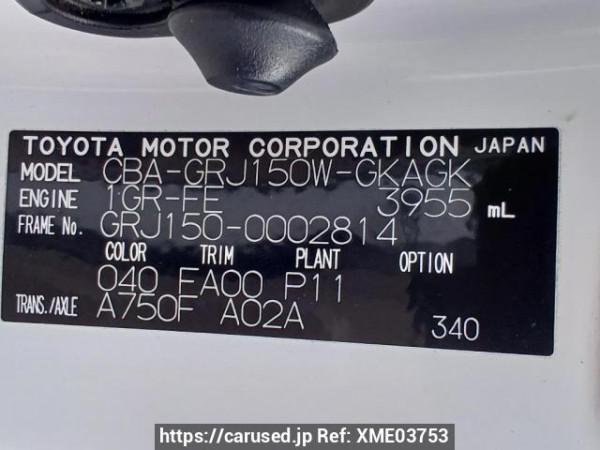 TOYOTA MOTOR CORPORATION JAPAN
MODEL CBA-GRJ150W-GKAGK
ENGINE 1GR-FE 3955 mL
FRAME No. GRJ150-0002814
COLOR TRIM PLANT OPTION
040 FA00 P11
TRANS./AXLE A750F A02A
340
https://carused.jp Ref: XME03753